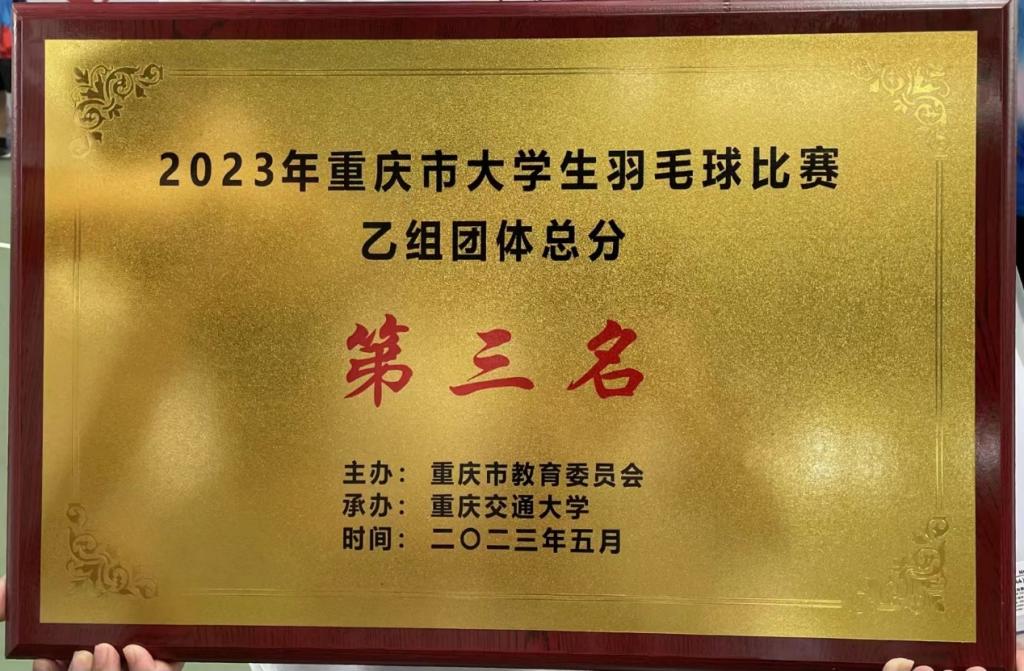 2023年重庆市大学生羽毛球比赛
乙组团体总分
第三名
主办： 重庆市教育委员会
承办： 重庆交通大学
时间： 二〇二三年五月